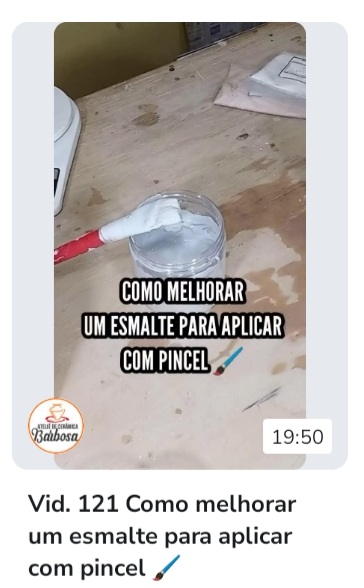 COMO MELHORAR
UM ESMALTE PARA APLICAR
COM PINCEL 🖌️
ATELIÊ DE CERÂMICA
Barbosa
19:50
Vid. 121 Como melhorar
um esmalte para aplicar
com pincel 🖌️